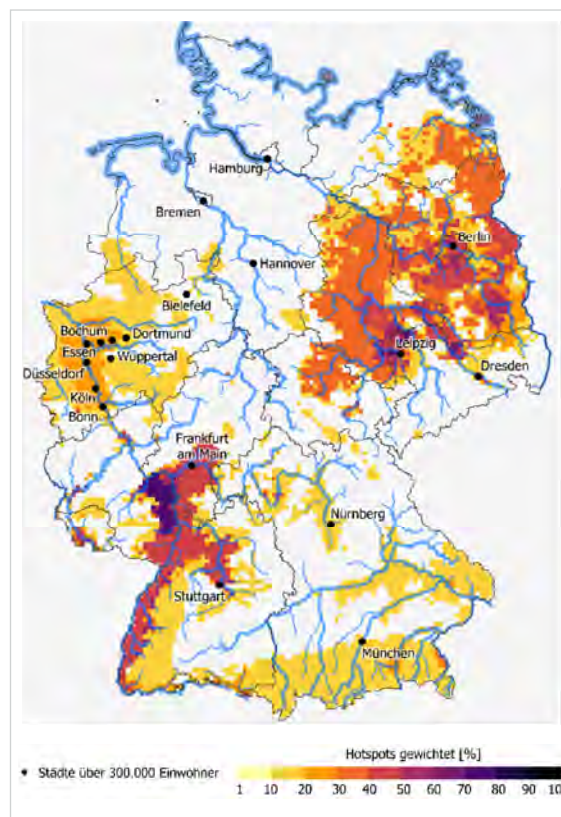 Hamburg
Bremen
Berlin
Hannover
Bielefeld
Bochum
Dortmund
Essen
Wuppertal
Leipzig
Düsseldorf
Dresden
Köln
Bonn
Frankfurt
am Main
Nürnberg
Stuttgart
München
Hotspots gewichtet [%]
Städte über 300.000 Einwohner
1 10 20 30 40 50 60 70 80 90 10